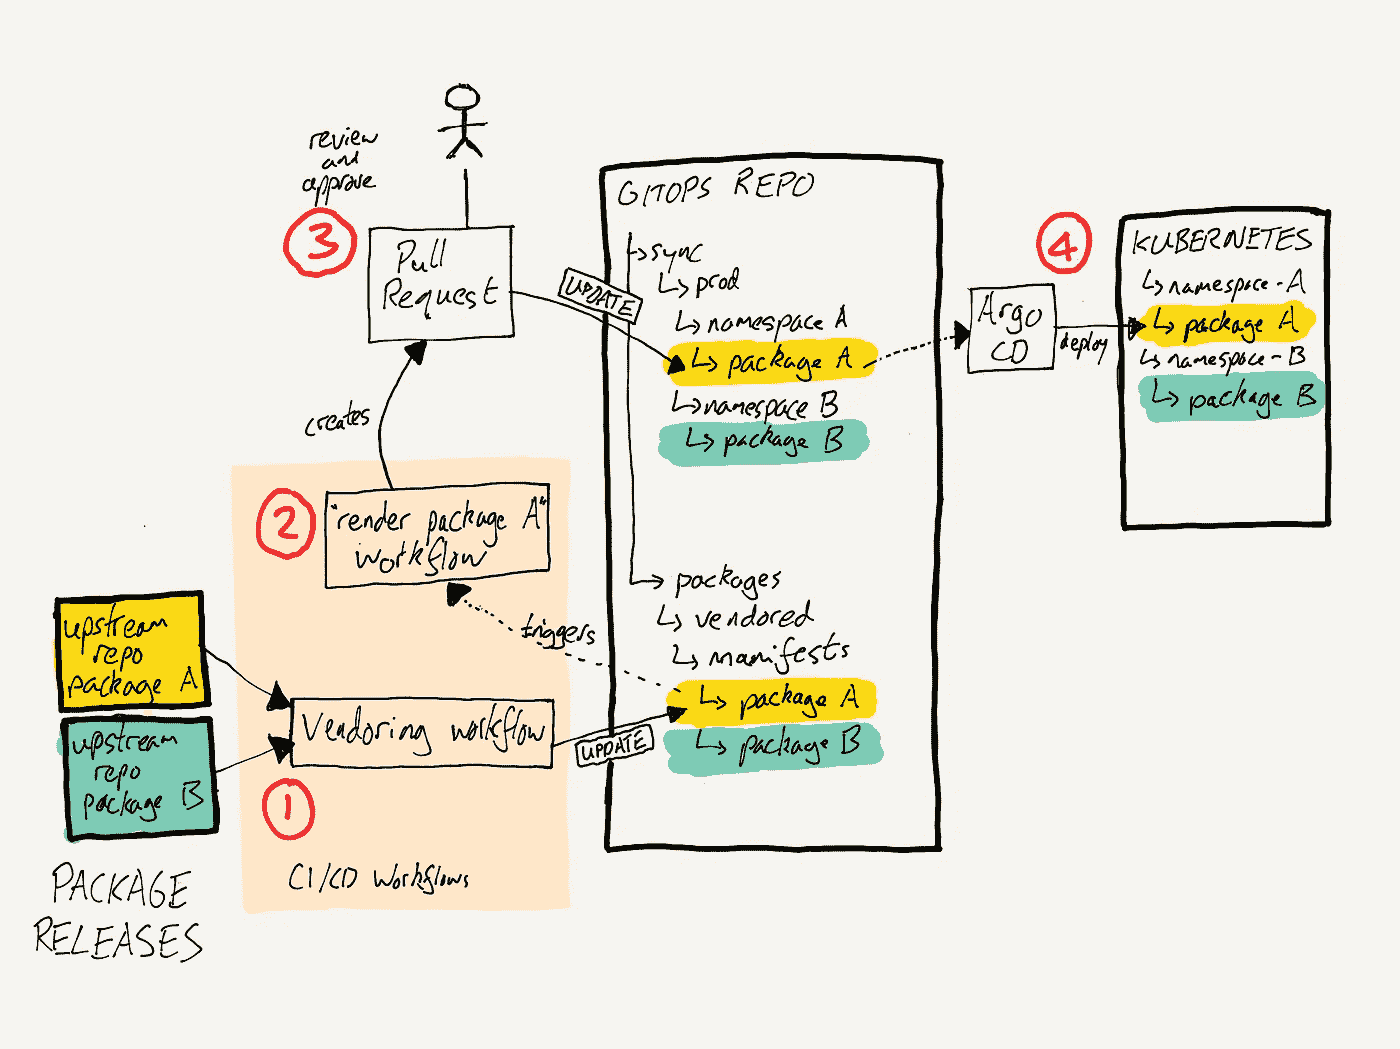 review
and
approve
3
Pull
Request
UPDATE
creates
2
"render package A"
workflow
triggers
upstream
repo
package A
upstream
repo
package B
Vendoring workflow
UPDATE
1
CI/CD Workflows
PACKAGE
RELEASES
GITOPS REPO
↳sync
↳prod
↳namespace A
↳package A
↳namespace B
↳package B
→packages
↳vendored
↳manifests
↳package A
↳package B
Argo
CD
deploy
4
KUBERNETES
↳namespace-A
↳package A
↳namespace-B
↳package B